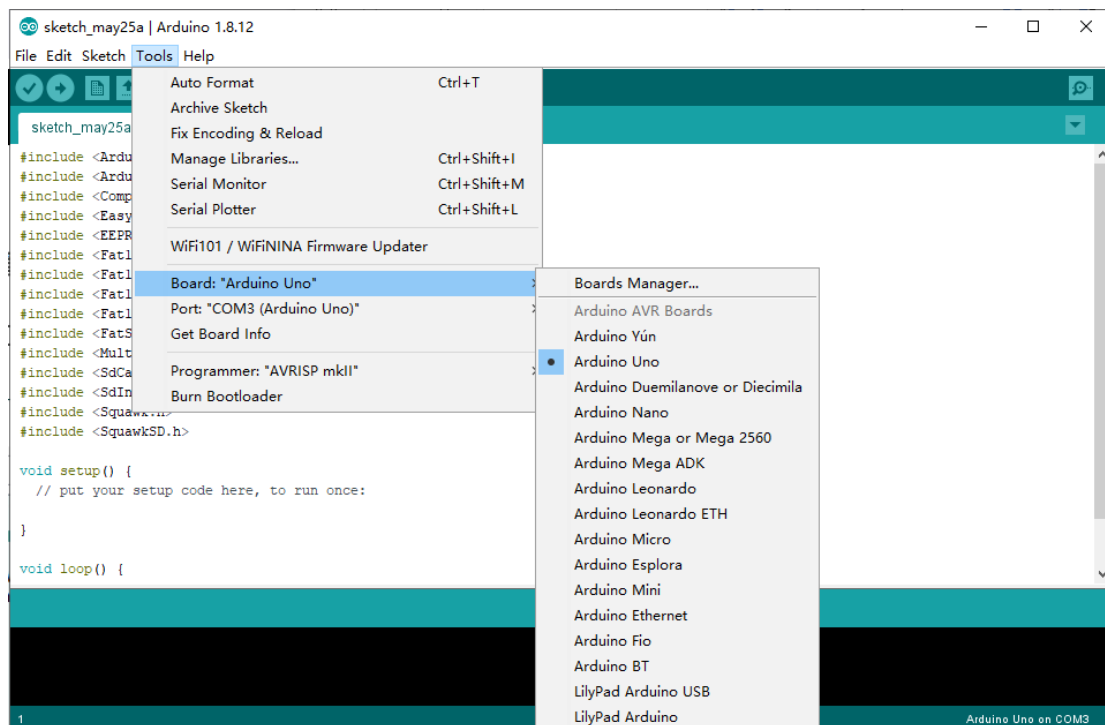 sketch_may25a | Arduino 1.8.12
File Edit Sketch Tools Help
Auto Format Ctrl+T
Archive Sketch
Fix Encoding & Reload
Manage Libraries... Ctrl+Shift+I
Serial Monitor Ctrl+Shift+M
Serial Plotter Ctrl+Shift+L
WiFi101 / WiFiNINA Firmware Updater
Board: "Arduino Uno"
Port: "COM3 (Arduino Uno)"
Get Board Info
Programmer: "AVRISP mkII"
Burn Bootloader
Boards Manager...
Arduino AVR Boards
Arduino Yún
Arduino Uno
Arduino Duemilanove or Diecimila
Arduino Nano
Arduino Mega or Mega 2560
Arduino Mega ADK
Arduino Leonardo
Arduino Leonardo ETH
Arduino Micro
Arduino Esplora
Arduino Mini
Arduino Ethernet
Arduino Fio
Arduino BT
LilyPad Arduino USB
LilyPad Arduino
sketch_may25a
#include <Ardu
#include <Ardu
#include <Comp
#include <Easy
#include <EEPR
#include <Fatl
#include <Fatl
#include <Fatl
#include <Fatl
#include <FatS
#include <Mult
#include <SdCa
#include <SdIn
#include <Squawk.h>
#include <SquawkSD.h>
void setup() {
// put your setup code here, to run once:
}
void loop() {
1
Arduino Uno on COM3